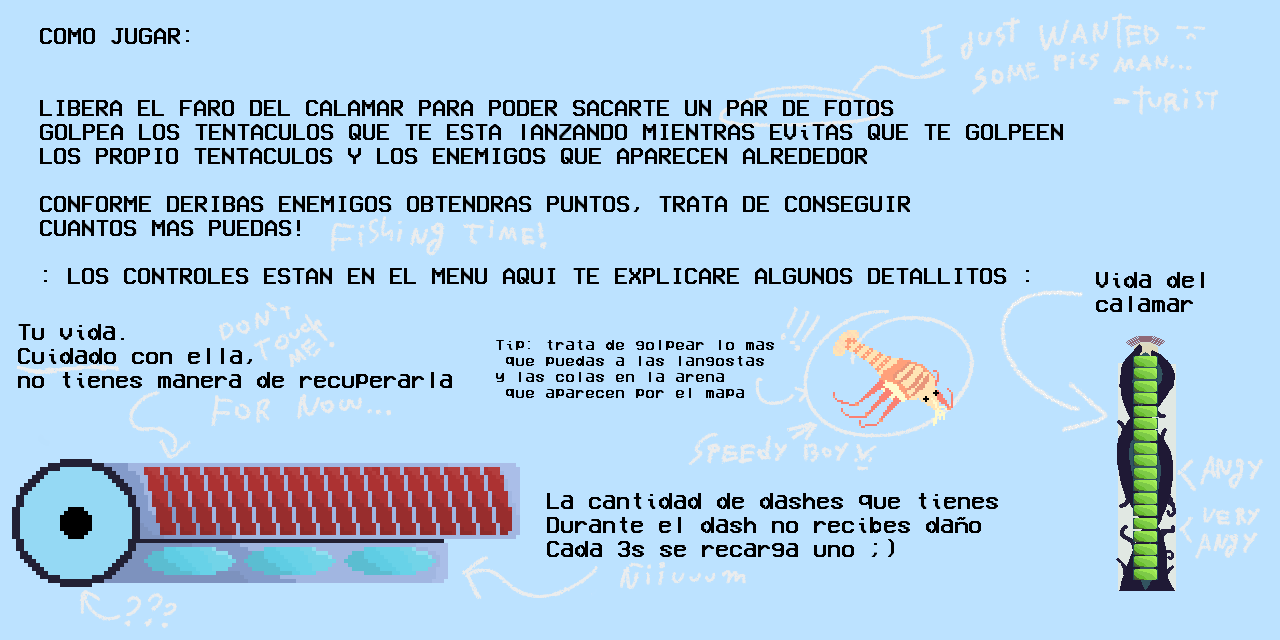 COMO JUGAR:
I JUST WANTED
SOME PICS MAN...
-TURIST
LIBERA EL FARO DEL CALAMAR PARA PODER SACARTE UN PAR DE FOTOS
GOLPEA LOS TENTACULOS QUE TE ESTA lANZANDO MIENTRAS EViTAS QUE TE GOLPEEN
LOS PROPIO TENTACULOS Y LOS ENEMIGOS QUE APARECEN ALREDEDOR
CONFORME DERIBAS ENEMIGOS OBTENDRAS PUNTOS, TRATA DE CONSEGUIR
CUANTOS MAS PUEDAS!
FiShiNg TiME!
: LOS CONTROLES ESTAN EN EL MENU AQUI TE EXPLICARE ALGUNOS DETALLITOS :
Vida del
calamar
DON'T
TOUCh
ME!
Tu vida.
Cuidado con ella,
no tienes manera de recuperarla
FOR NOW...
Tip: trata de golpear lo mas
que puedas a las langostas
y las colas en la arena
que aparecen por el mapa
!!!
SPEEdY BOY
ANGY
VERY
ANGY
La cantidad de dashes que tienes
Durante el dash no recibes daño
Cada 3s se recarga uno ;)
Ñiiuuum
???